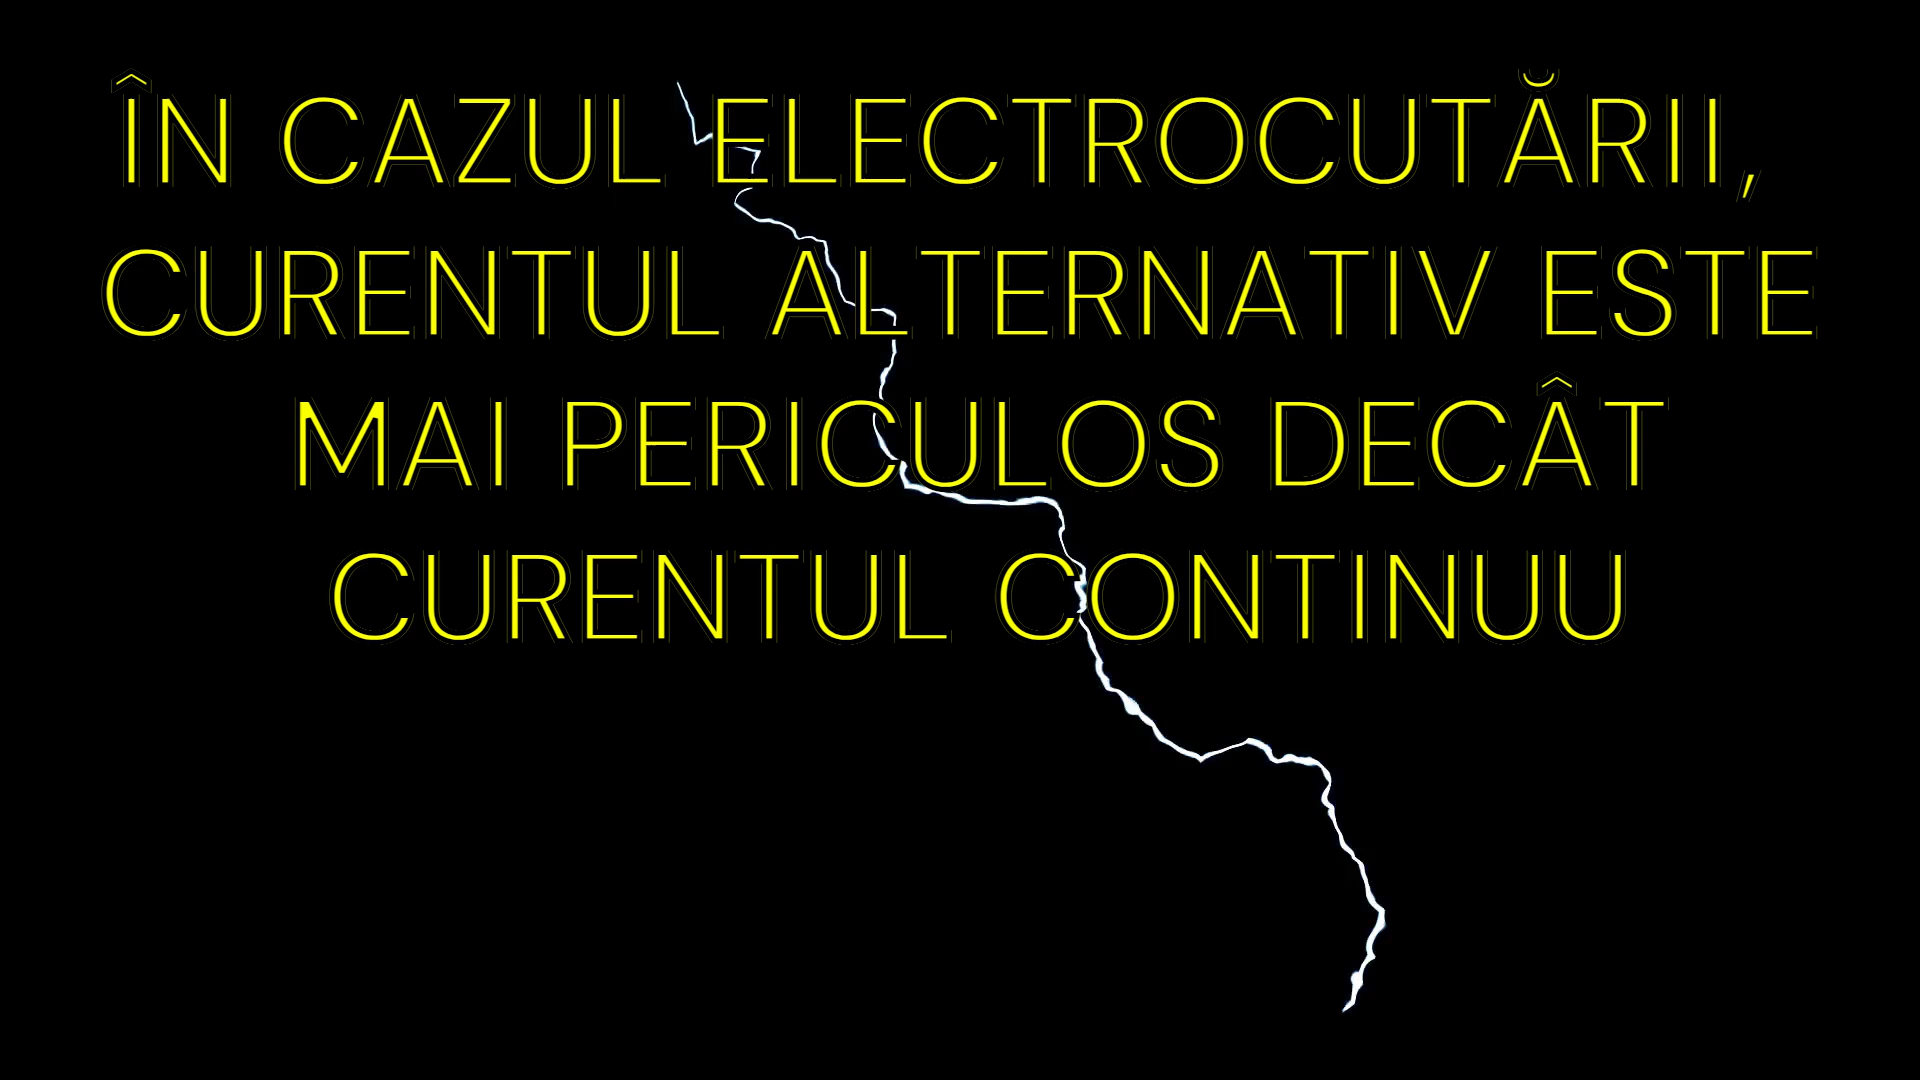 ÎN CAZUL ELECTROCUTĂRII,
CURENTUL ALTERNATIV ESTE
MAI PERICULOS DECÂT
CURENTUL CONTINUU